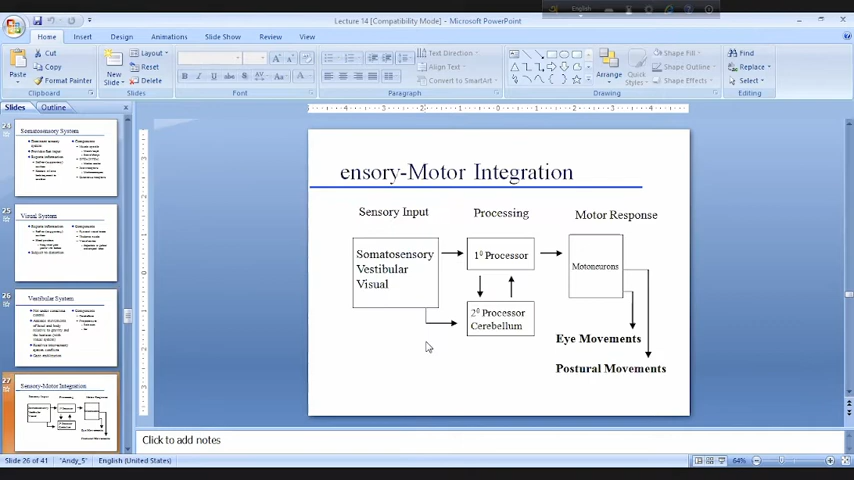 English
Lecture 14 [Compatibility Mode] - Microsoft PowerPoint
Home Insert Design Animations Slide Show Review View
Paste
Cut
Copy
Format Painter
Clipboard
New
Slide
Layout
Reset
Delete
Slides
Font
Text Direction
Align Text
Convert to SmartArt
Paragraph
Arrange
Quick
Styles
Shape Fill
Shape Outline
Shape Effects
Drawing
Find
Replace
Select
Editing
Slides Outline
24
Somatosensory System
25
Visual System
26
Vestibular System
27
Sensory-Motor Integration
ensory-Motor Integration
Sensory Input Processing Motor Response
Somatosensory
Vestibular
Visual
1⁰ Processor
Motoneurons
2⁰ Processor
Cerebellum
Eye Movements
Postural Movements
Click to add notes
Slide 26 of 41 "Andy_5" English (United States) 64%